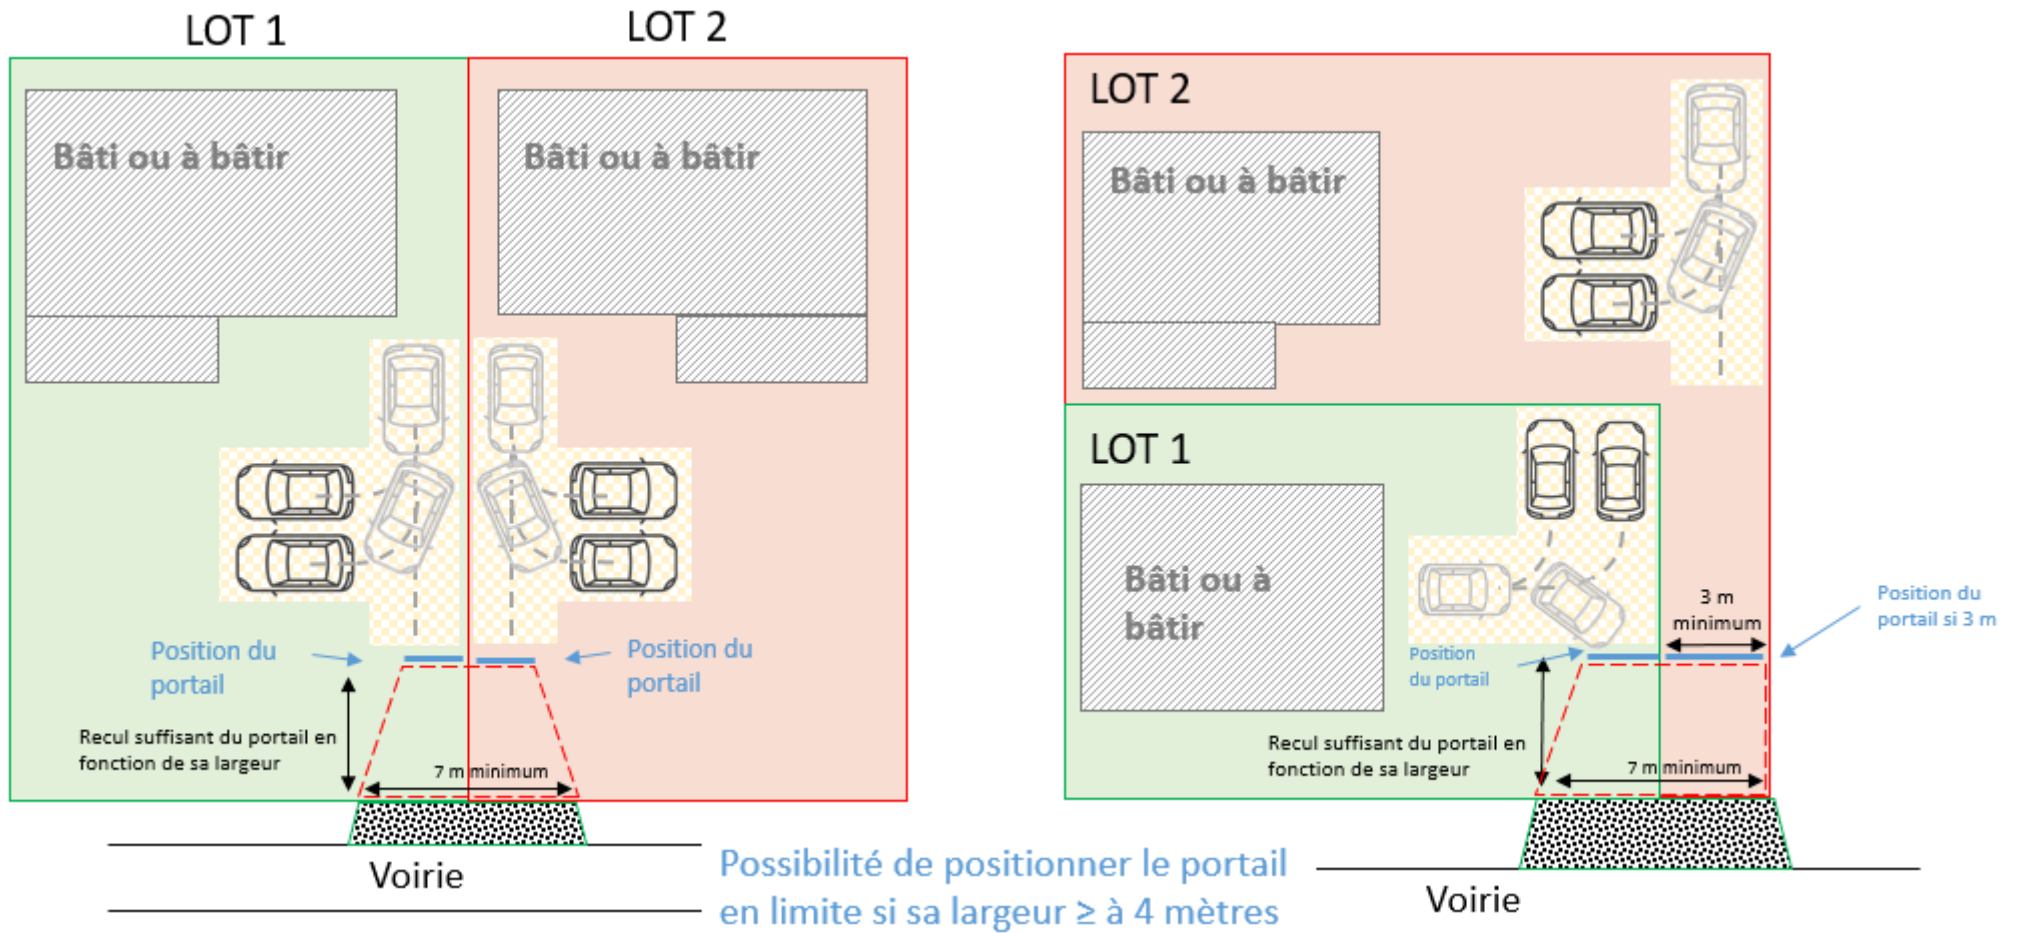 LOT 1
LOT 2
Bâti ou à bâtir
Bâti ou à bâtir
Position du
portail
Position du
portail
Recul suffisant du portail en
fonction de sa largeur
7 m minimum
Voirie
Possibilité de positionner le portail
en limite si sa largeur ≥ à 4 mètres
LOT 2
Bâti ou à bâtir
LOT 1
Bâti ou à
bâtir
3 m
minimum
Position du
portail si 3 m
Position
du portail
Recul suffisant du portail en
fonction de sa largeur
7 m minimum
Voirie